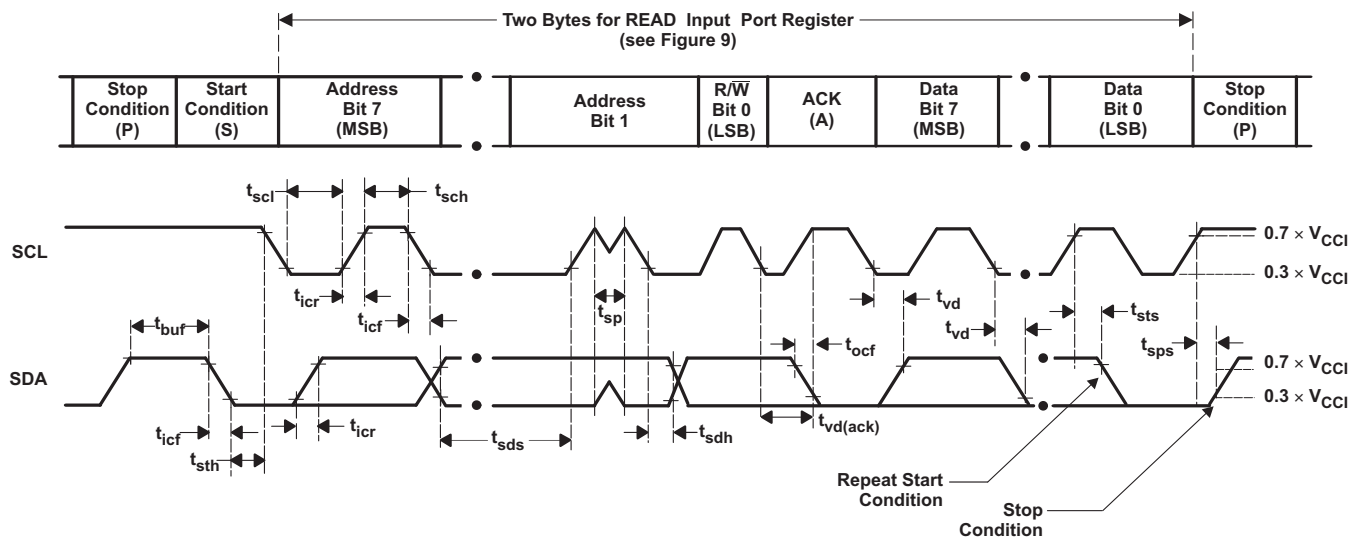 Two Bytes for READ Input Port Register
(see Figure 9)
Stop
Condition
(P)
Start
Condition
(S)
Address
Bit 7
(MSB)
Address
Bit 1
R/W̅
Bit 0
(LSB)
ACK
(A)
Data
Bit 7
(MSB)
Data
Bit 0
(LSB)
Stop
Condition
(P)
tscl
tsch
SCL
0.7 × VCCI
0.3 × VCCI
ticr
ticf
tsp
tvd
tvd
tsts
tbuf
tocf
tsps
SDA
0.7 × VCCI
0.3 × VCCI
ticf
ticr
tsth
tsds
tsdh
tvd(ack)
Repeat Start
Condition
Stop
Condition